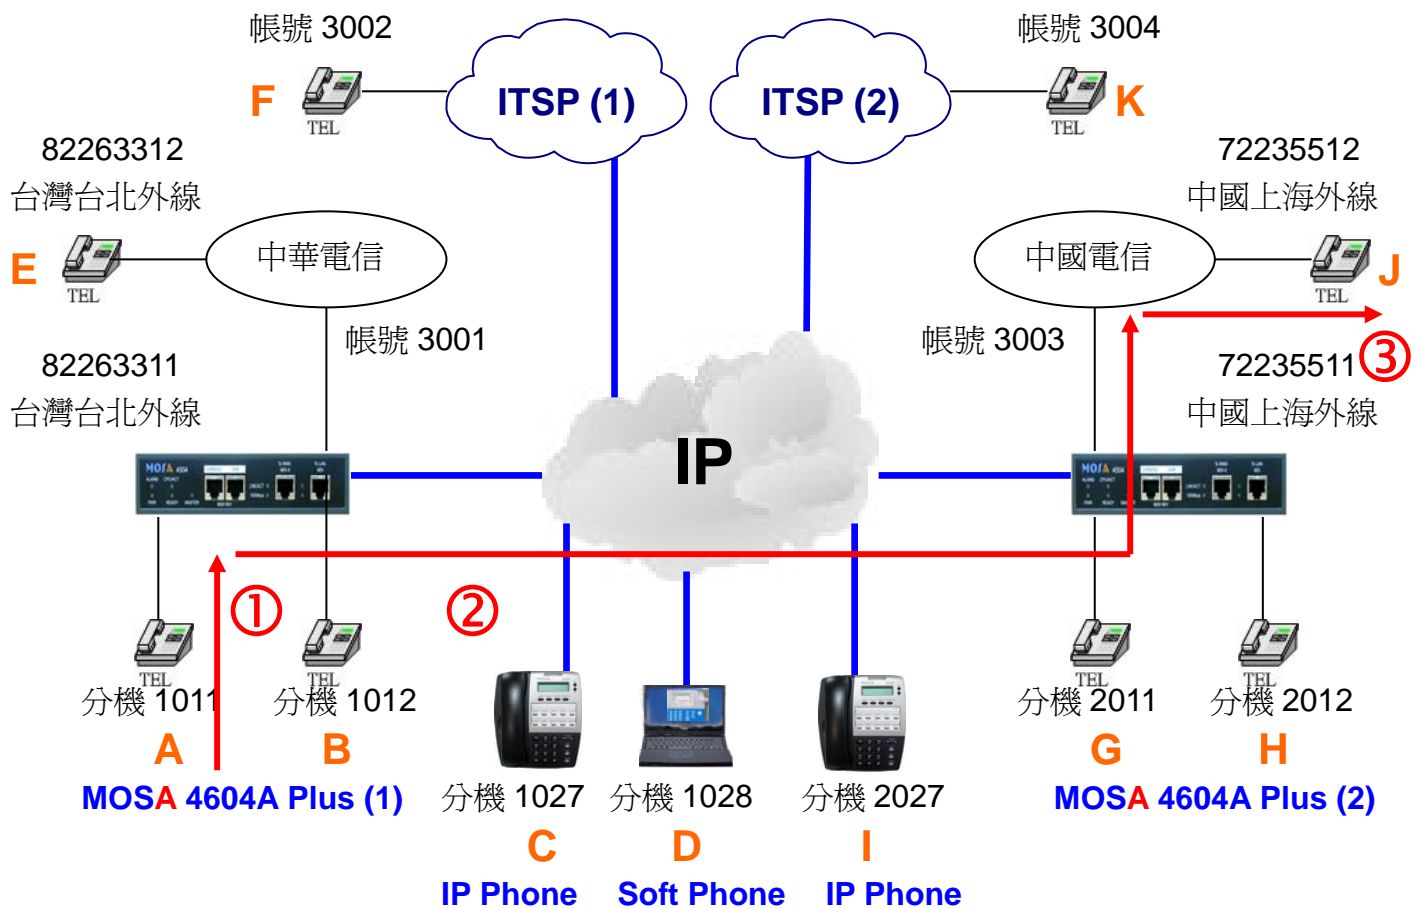 帳號 3002
帳號 3004
F
TEL
ITSP (1)
ITSP (2)
TEL
K
82263312
台灣台北外線
72235512
中國上海外線
E
TEL
中華電信
中國電信
TEL
J
帳號 3001
帳號 3003
82263311
台灣台北外線
72235511
中國上海外線
③
IP
MOSA 4504
MOSA
①
②
TEL
分機 1011
TEL
分機 1012
TEL
分機 2011
TEL
分機 2012
A
B
G
H
MOSA 4604A Plus (1)
分機 1027
分機 1028
分機 2027
MOSA 4604A Plus (2)
C
D
I
IP Phone
Soft Phone
IP Phone